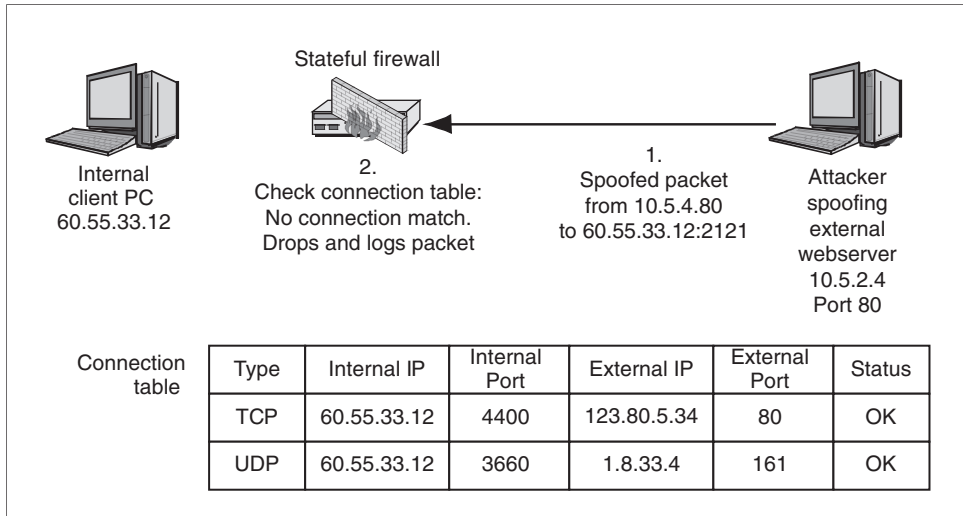 Stateful firewall
Internal
client PC
60.55.33.12
2.
Check connection table:
No connection match.
Drops and logs packet
1.
Spoofed packet
from 10.5.4.80
to 60.55.33.12:2121
Attacker
spoofing
external
webserver
10.5.2.4
Port 80
Connection
table
Type Internal IP Internal Port External IP External Port Status
TCP 60.55.33.12 4400 123.80.5.34 80 OK
UDP 60.55.33.12 3660 1.8.33.4 161 OK